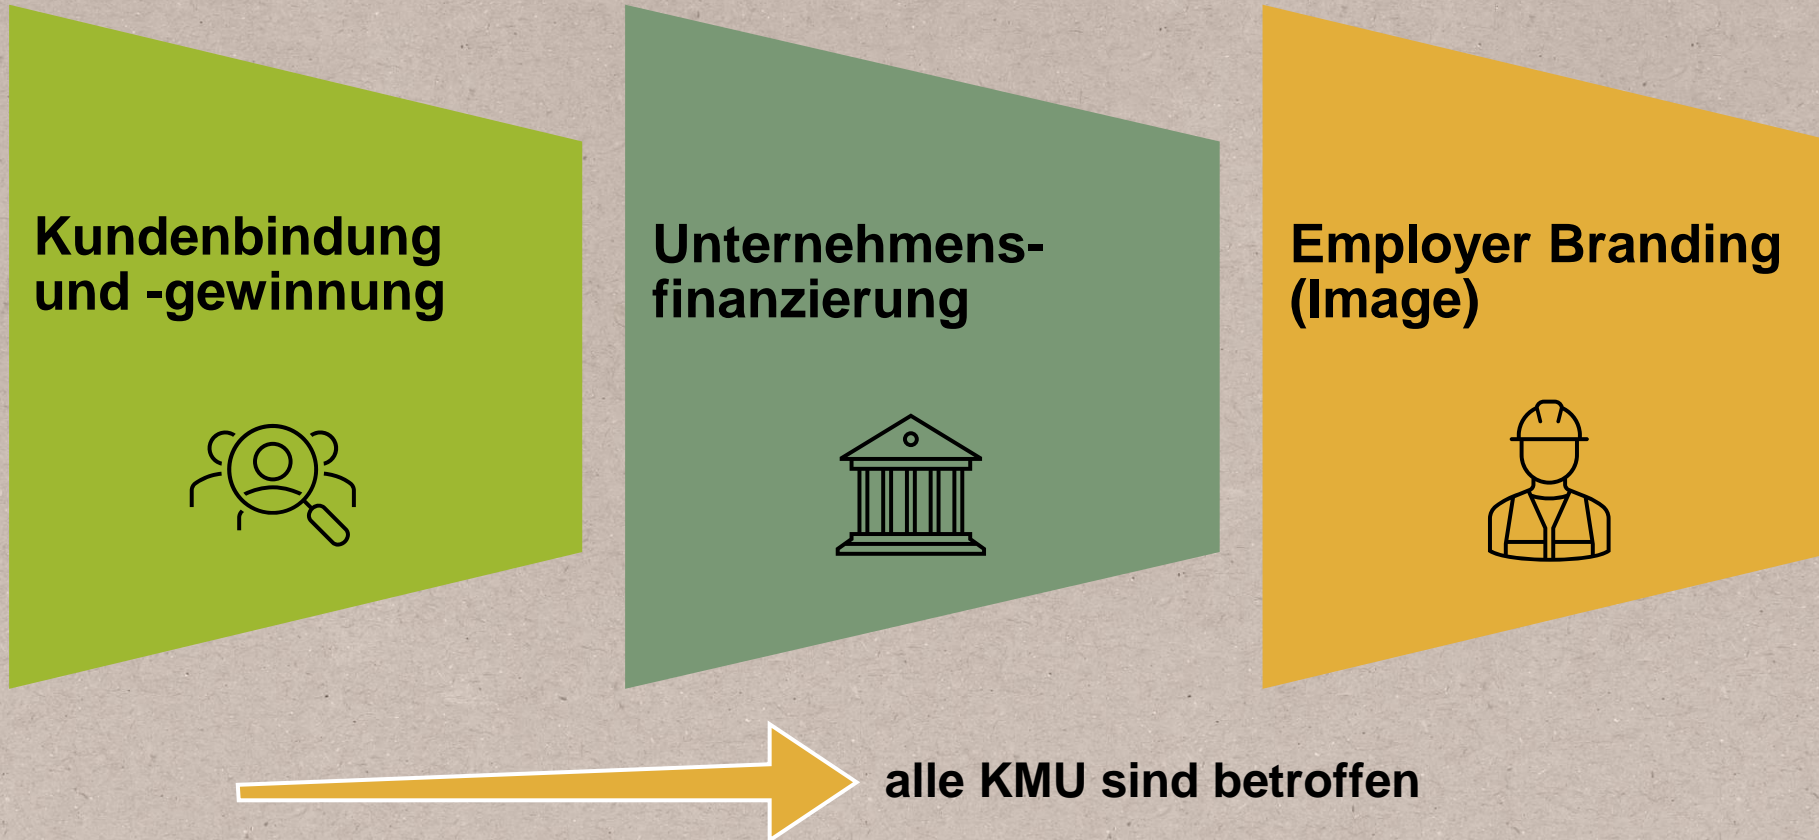 Kundenbindung
und -gewinnung
Unternehmens-
finanzierung
Employer Branding
(Image)
alle KMU sind betroffen